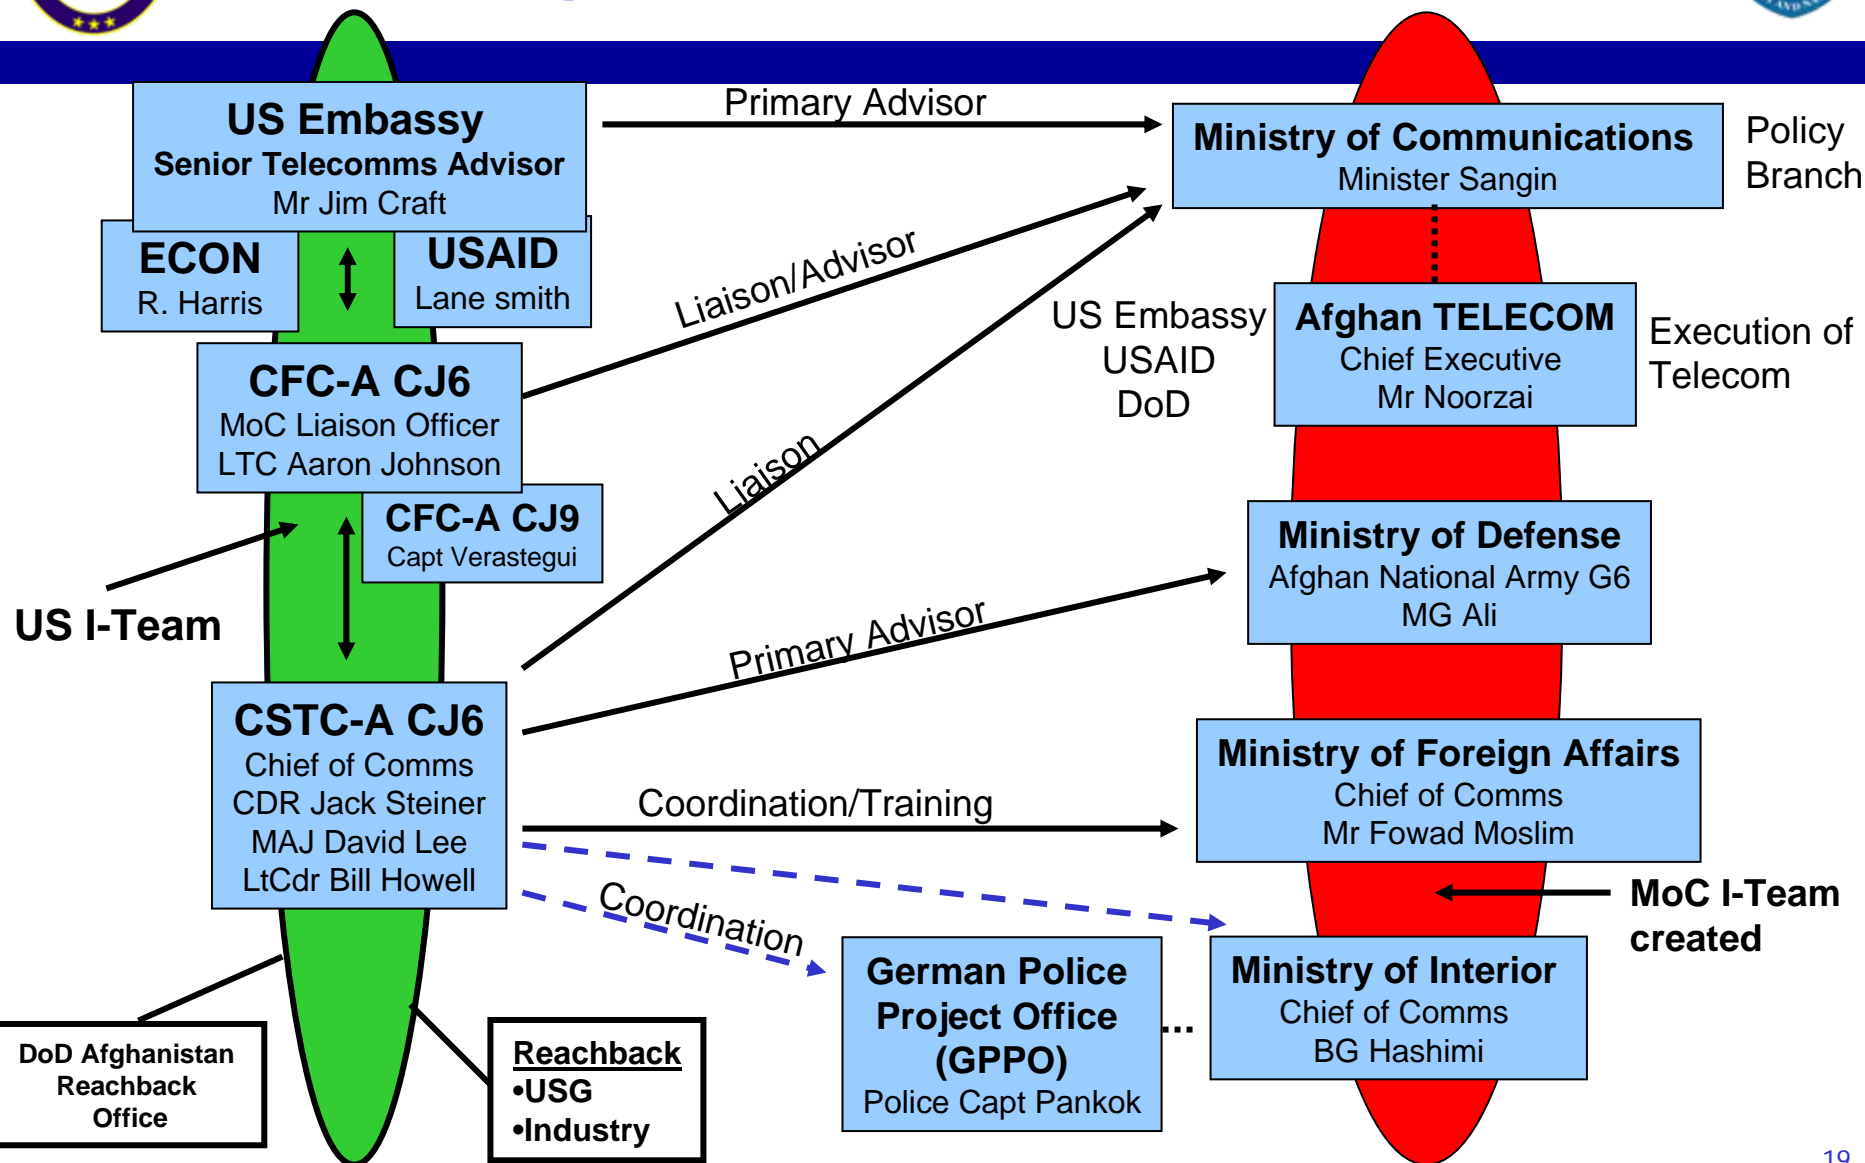 US Embassy
Senior Telecomms Advisor
Mr Jim Craft
ECON
R. Harris
USAID
Lane smith
CFC-A CJ6
MoC Liaison Officer
LTC Aaron Johnson
CFC-A CJ9
Capt Verastegui
US I-Team
CSTC-A CJ6
Chief of Comms
CDR Jack Steiner
MAJ David Lee
LtCdr Bill Howell
DoD Afghanistan
Reachback
Office
Reachback
•USG
•Industry
Primary Advisor
Liaison/Advisor
Liaison
Primary Advisor
Coordination/Training
Coordination
US Embassy
USAID
DoD
German Police
Project Office
(GPPO)
Police Capt Pankok
...
Ministry of Communications
Minister Sangin
Policy
Branch
Afghan TELECOM
Chief Executive
Mr Noorzai
Execution of
Telecom
Ministry of Defense
Afghan National Army G6
MG Ali
Ministry of Foreign Affairs
Chief of Comms
Mr Fowad Moslim
MoC I-Team
created
Ministry of Interior
Chief of Comms
BG Hashimi
19